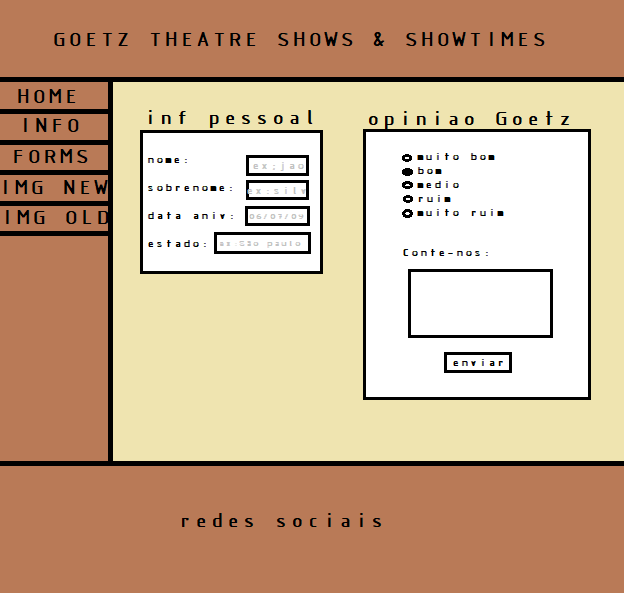 GOETZ THEATRE SHOWS & SHOWTIMES
HOME
INFO
FORMS
IMG NEW
IMG OLD
inf pessoal
nome:
ex;jao
sobrenome:
ex:silv
data aniv:
06/07/09
estado:
ex:São paulo
opiniao Goetz
muito bom
bom
medio
ruim
muito ruim
Conte-nos:
enviar
redes sociais